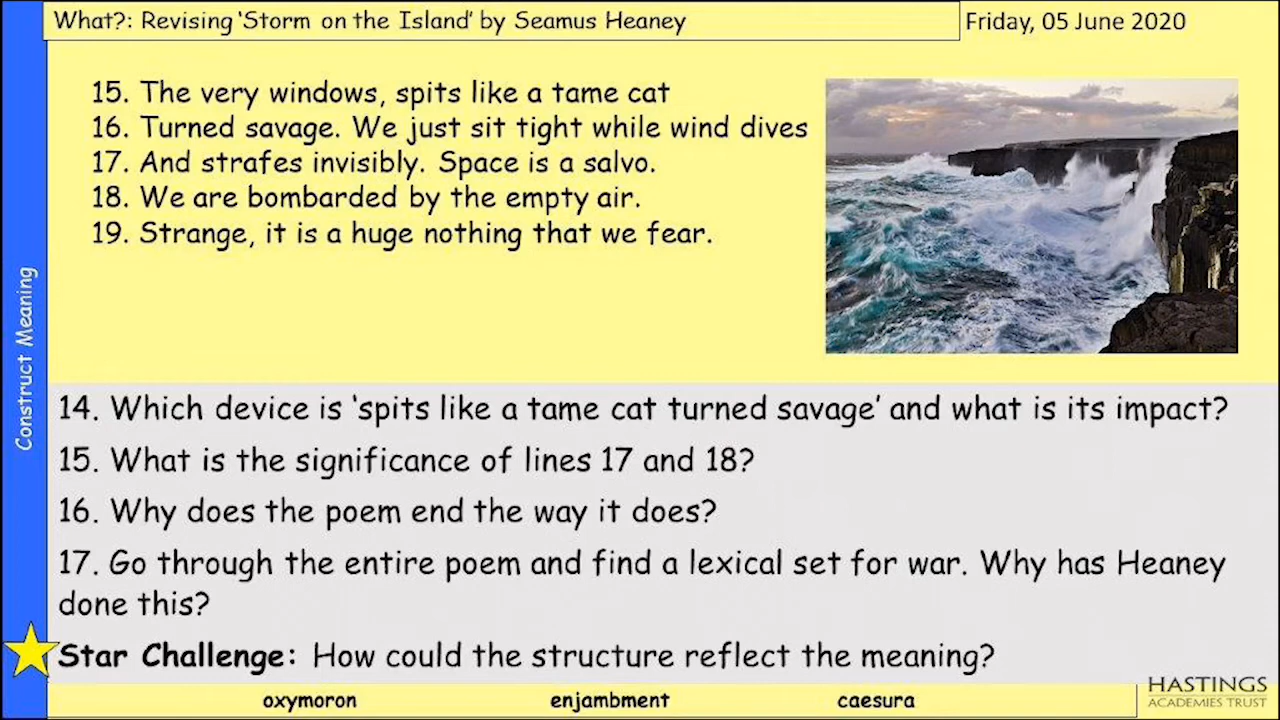 What?: Revising 'Storm on the Island' by Seamus Heaney
Friday, 05 June 2020
15. The very windows, spits like a tame cat
16. Turned savage. We just sit tight while wind dives
17. And strafes invisibly. Space is a salvo.
18. We are bombarded by the empty air.
19. Strange, it is a huge nothing that we fear.
Construct Meaning
14. Which device is 'spits like a tame cat turned savage' and what is its impact?
15. What is the significance of lines 17 and 18?
16. Why does the poem end the way it does?
17. Go through the entire poem and find a lexical set for war. Why has Heaney
done this?
Star Challenge: How could the structure reflect the meaning?
oxymoron enjambment caesura
HASTINGS
ACADEMIES TRUST